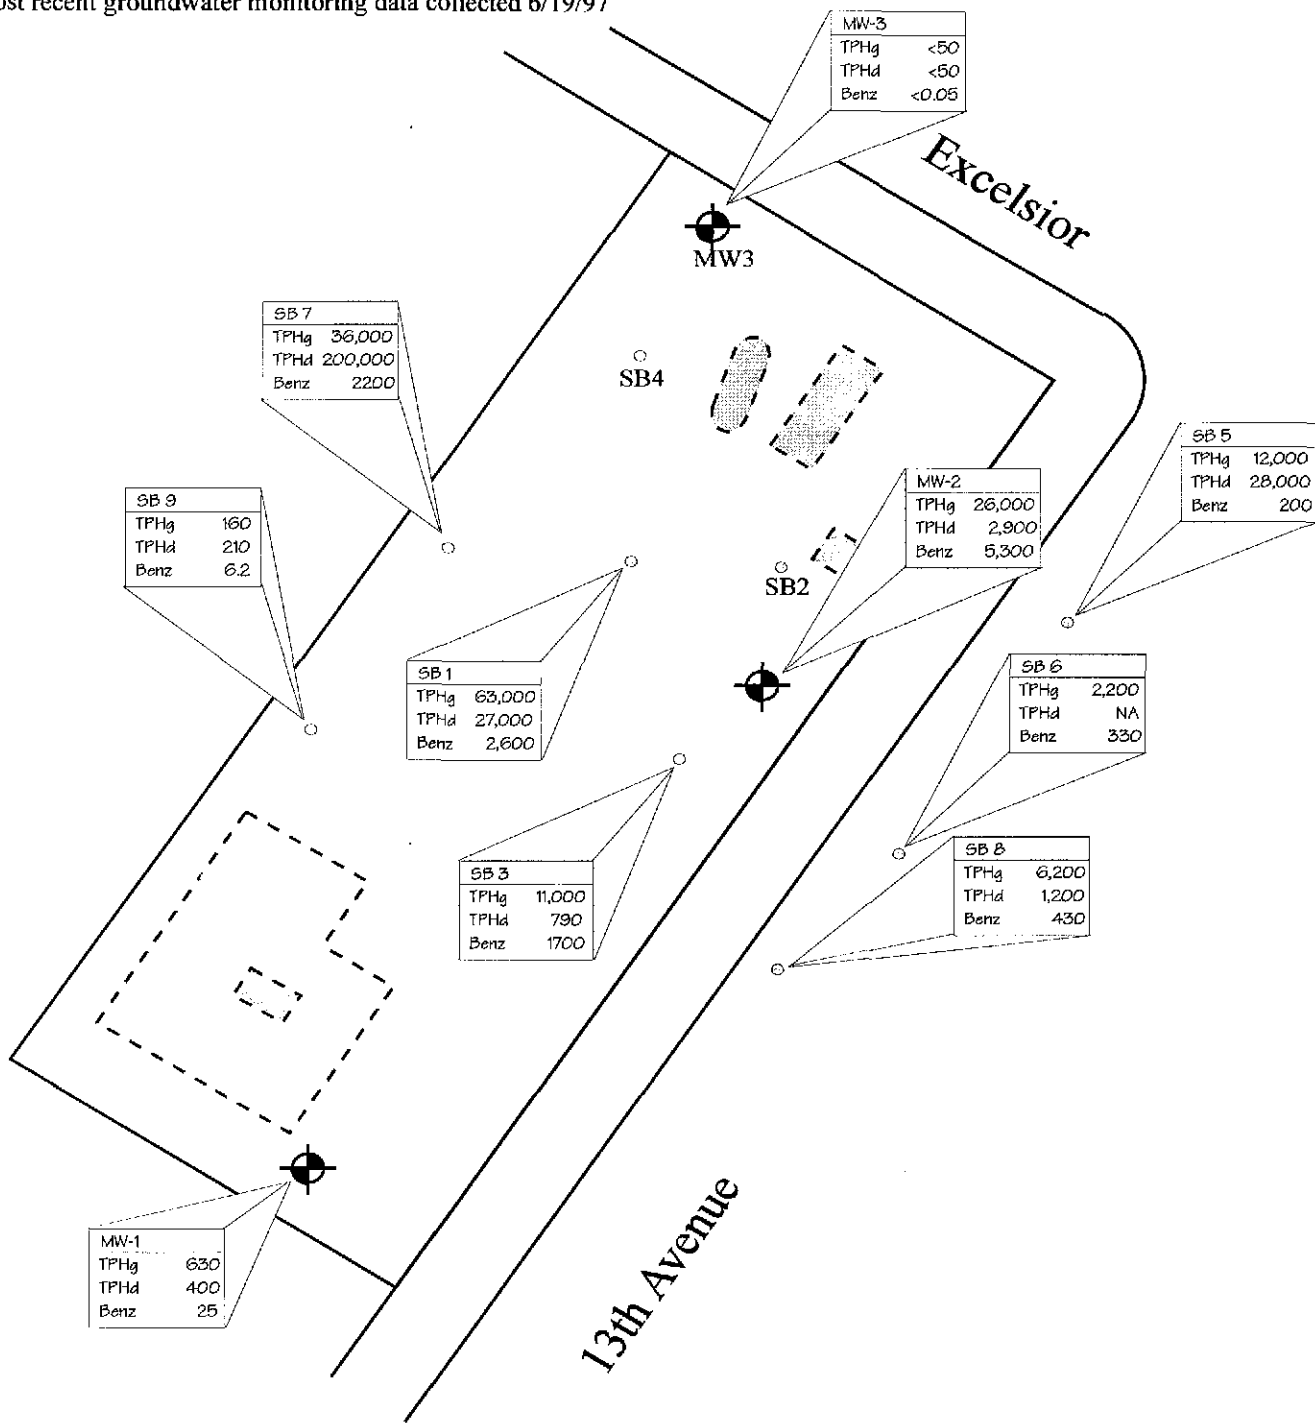 ost recent groundwater monitoring data collected 6/19/97
MW-3
TPHg <50
TPHd <50
Benz <0.05
Excelsior
MW3
SB 7
TPHg 36,000
TPHd 200,000
Benz 2200
SB4
SB 5
TPHg 12,000
TPHd 28,000
Benz 200
MW-2
TPHg 26,000
TPHd 2,900
Benz 5,300
SB 9
TPHg 160
TPHd 210
Benz 6.2
SB2
SB 1
TPHg 63,000
TPHd 27,000
Benz 2,600
SB 6
TPHg 2,200
TPHd NA
Benz 330
SB 3
TPHg 11,000
TPHd 790
Benz 1700
SB 8
TPHg 6,200
TPHd 1,200
Benz 430
MW-1
TPHg 630
TPHd 400
Benz 25
13th Avenue